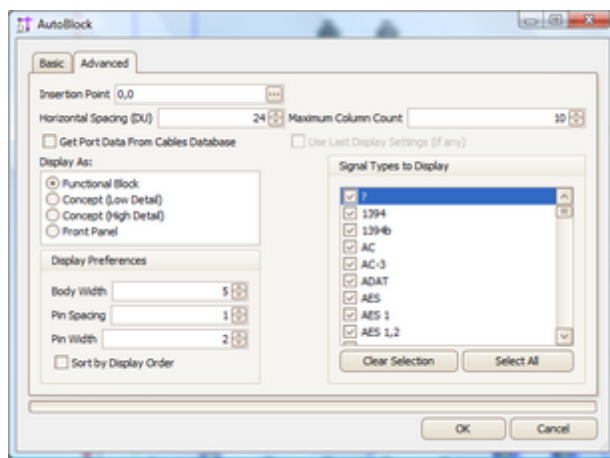 AutoBlock
Basic Advanced
Insertion Point 0,0 ...
Horizontal Spacing (DU) 24 Maximum Column Count 10
Get Port Data From Cables Database Use Last Display Settings (if any)
Display As:
Functional Block
Concept (Low Detail)
Concept (High Detail)
Front Panel
Display Preferences
Body Width 5
Pin Spacing 1
Pin Width 2
Sort by Display Order
Signal Types to Display
?
1394
1394b
AC
AC-3
ADAT
AES
AES 1
AES 1,2
Clear Selection Select All
OK Cancel